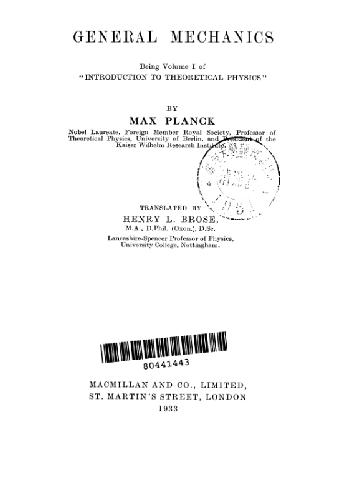 GENERAL MECHANICS
Being Volume I of
"INTRODUCTION TO THEORETICAL PHYSICS"
BY
MAX PLANCK
Nobel Laureate, Foreign Member Royal Society, Professor of
Theoretical Physics, University of Berlin, and President of the
Kaiser Wilhelm Research Institute.
TRANSLATED BY
HENRY L. BROSE,
M.A., D.Phil. (Oxon.), D.Sc.
Lancashire-Spencer Professor of Physics,
University College, Nottingham.
80441443
MACMILLAN AND CO., LIMITED,
ST. MARTIN'S STREET, LONDON
1933